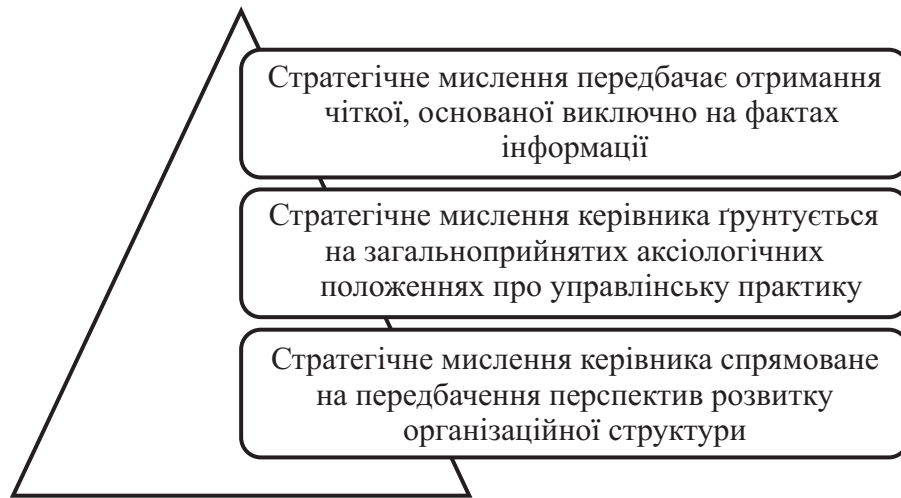 Стратегічне мислення передбачає отримання
чіткої, основаної виключно на фактах
інформації
Стратегічне мислення керівника ґрунтується
на загальноприйнятих аксіологічних
положеннях про управлінську практику
Стратегічне мислення керівника спрямоване
на передбачення перспектив розвитку
організаційної структури